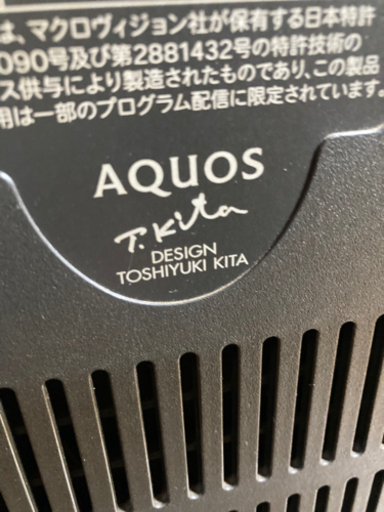 は、マクロヴィジョン社が保有する日本特許
090号及び第2881432号の特許技術の
ス供与により製造されたものであり、この製品
用は一部のプログラム配信に限定されています。
AQUOS
T. Kita
DESIGN
TOSHIYUKI KITA